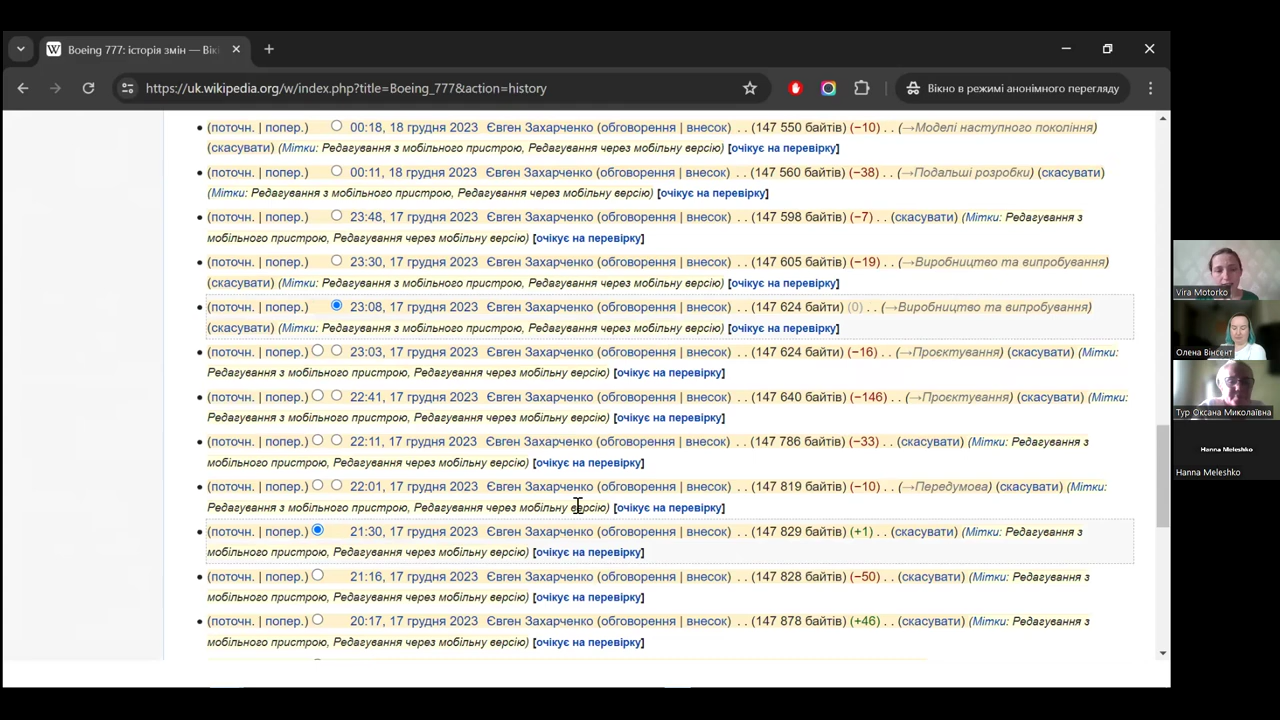 Boeing 777: історія змін — Вікі
https://uk.wikipedia.org/w/index.php?title=Boeing_777&action=history
Вікно в режимі анонімного перегляду
(поточн. | попер.) 00:18, 18 грудня 2023 Євген Захарченко (обговорення | внесок) . . (147 550 байтів) (−10) . . (→Моделі наступного покоління)
(скасувати) (Мітки: Редагування з мобільного пристрою, Редагування через мобільну версію) [очікує на перевірку]
(поточн. | попер.) 00:11, 18 грудня 2023 Євген Захарченко (обговорення | внесок) . . (147 560 байтів) (−38) . . (→Подальші розробки) (скасувати)
(Мітки: Редагування з мобільного пристрою, Редагування через мобільну версію) [очікує на перевірку]
(поточн. | попер.) 23:48, 17 грудня 2023 Євген Захарченко (обговорення | внесок) . . (147 598 байтів) (−7) . . (скасувати) (Мітки: Редагування з
мобільного пристрою, Редагування через мобільну версію) [очікує на перевірку]
(поточн. | попер.) 23:30, 17 грудня 2023 Євген Захарченко (обговорення | внесок) . . (147 605 байтів) (−19) . . (→Виробництво та випробування)
(скасувати) (Мітки: Редагування з мобільного пристрою, Редагування через мобільну версію) [очікує на перевірку]
(поточн. | попер.) 23:08, 17 грудня 2023 Євген Захарченко (обговорення | внесок) . . (147 624 байти) (0) . . (→Виробництво та випробування)
(скасувати) (Мітки: Редагування з мобільного пристрою, Редагування через мобільну версію) [очікує на перевірку]
(поточн. | попер.) 23:03, 17 грудня 2023 Євген Захарченко (обговорення | внесок) . . (147 624 байти) (−16) . . (→Проєктування) (скасувати) (Мітки:
Редагування з мобільного пристрою, Редагування через мобільну версію) [очікує на перевірку]
(поточн. | попер.) 22:41, 17 грудня 2023 Євген Захарченко (обговорення | внесок) . . (147 640 байтів) (−146) . . (→Проєктування) (скасувати) (Мітки:
Редагування з мобільного пристрою, Редагування через мобільну версію) [очікує на перевірку]
(поточн. | попер.) 22:11, 17 грудня 2023 Євген Захарченко (обговорення | внесок) . . (147 786 байтів) (−33) . . (скасувати) (Мітки: Редагування з
мобільного пристрою, Редагування через мобільну версію) [очікує на перевірку]
(поточн. | попер.) 22:01, 17 грудня 2023 Євген Захарченко (обговорення | внесок) . . (147 819 байтів) (−10) . . (→Передумова) (скасувати) (Мітки:
Редагування з мобільного пристрою, Редагування через мобільну версію) [очікує на перевірку]
(поточн. | попер.) 21:30, 17 грудня 2023 Євген Захарченко (обговорення | внесок) . . (147 829 байтів) (+1) . . (скасувати) (Мітки: Редагування з
мобільного пристрою, Редагування через мобільну версію) [очікує на перевірку]
(поточн. | попер.) 21:16, 17 грудня 2023 Євген Захарченко (обговорення | внесок) . . (147 828 байтів) (−50) . . (скасувати) (Мітки: Редагування з
мобільного пристрою, Редагування через мобільну версію) [очікує на перевірку]
(поточн. | попер.) 20:17, 17 грудня 2023 Євген Захарченко (обговорення | внесок) . . (147 878 байтів) (+46) . . (скасувати) (Мітки: Редагування з
мобільного пристрою, Редагування через мобільну версію) [очікує на перевірку]
Vira Motorko
Олена Вінсент
Тур Оксана Миколаївна
Hanna Meleshko
Hanna Meleshko